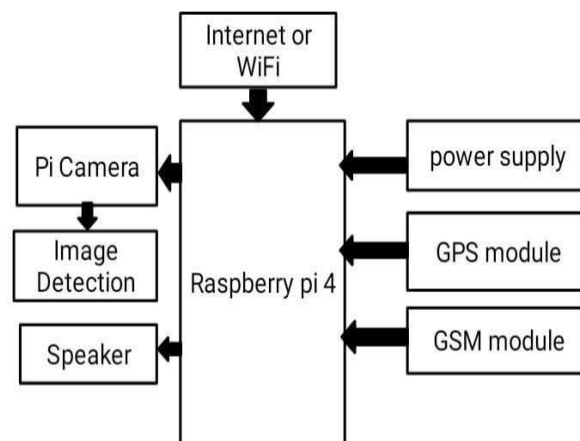 Internet or
WiFi
Pi Camera
power supply
Image
Detection
GPS module
Raspberry pi 4
Speaker
GSM module